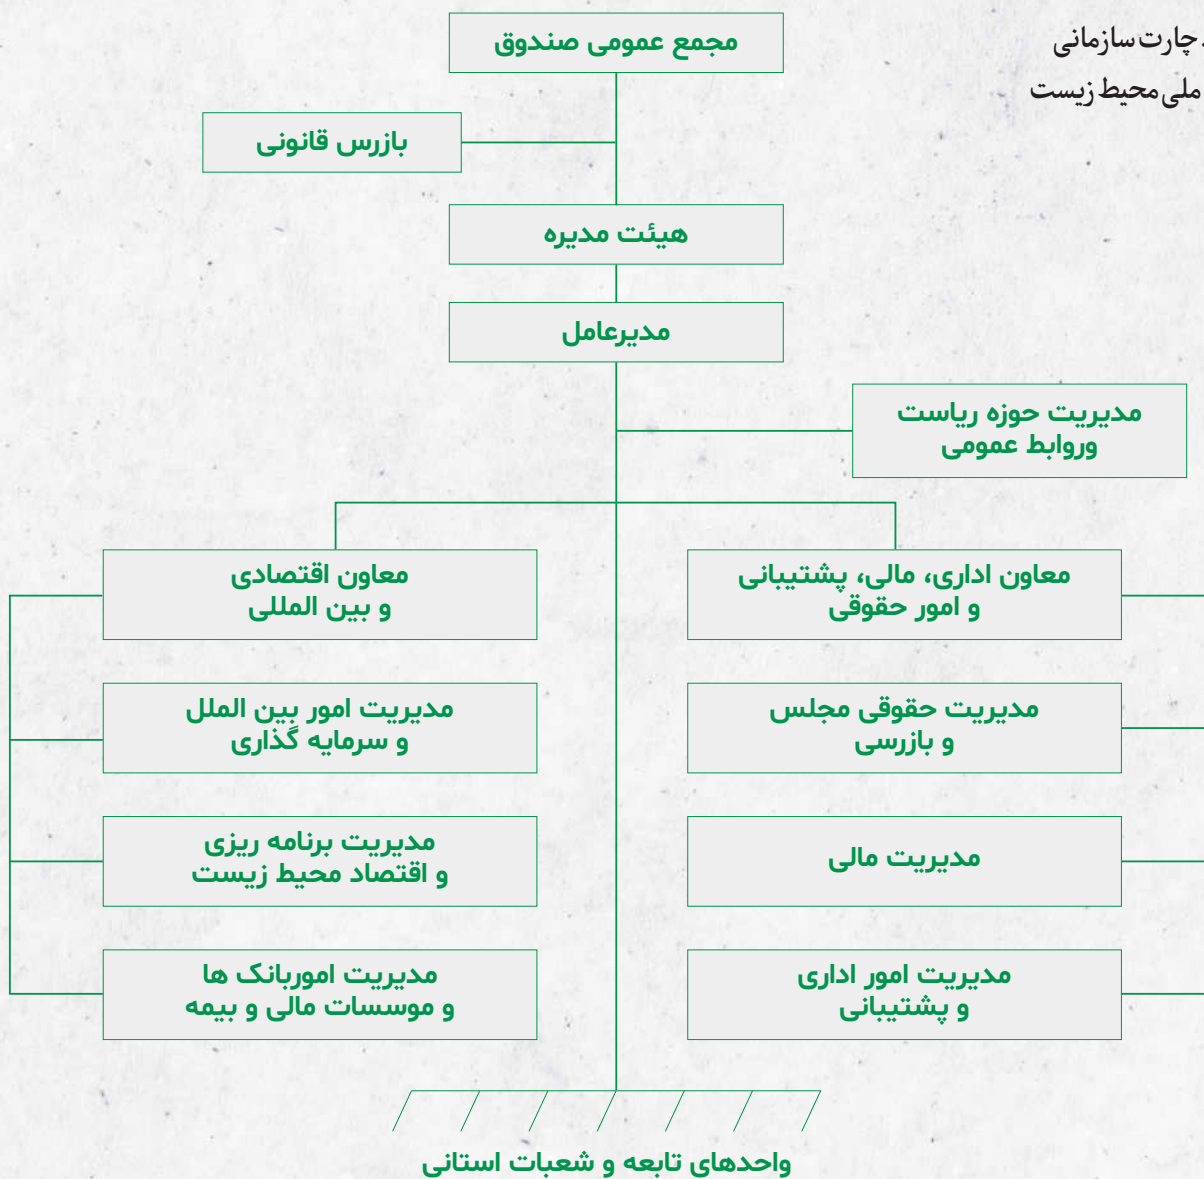 چارت سازمانی
ملی محیط زیست
مجمع عمومی صندوق
بازرس قانونی
هیئت مدیره
مدیرعامل
مدیریت حوزه ریاست
وروابط عمومی
معاون اداری، مالی، پشتیبانی
و امور حقوقی
معاون اقتصادی
و بین المللی
مدیریت حقوقی مجلس
و بازرسی
مدیریت امور بین الملل
و سرمایه گذاری
مدیریت مالی
مدیریت برنامه ریزی
و اقتصاد محیط زیست
مدیریت امور اداری
و پشتیبانی
مدیریت اموربانک ها
و موسسات مالی و بیمه
واحدهای تابعه و شعبات استانی